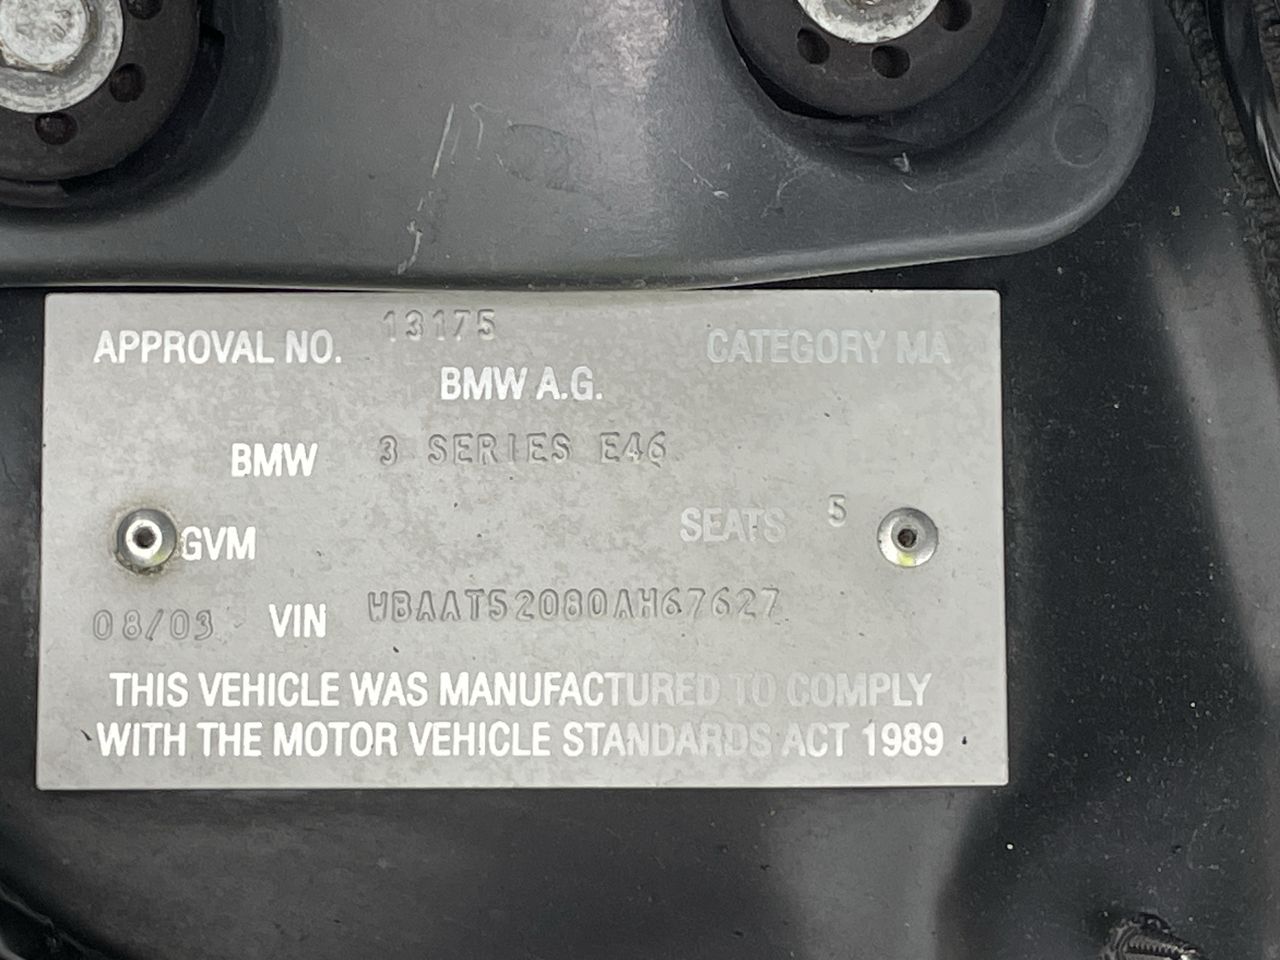 APPROVAL NO. 13175 CATEGORY MA
BMW A.G.
BMW 3 SERIES E46
GVM SEATS 5
08/03 VIN WBAAT52080AH67627
THIS VEHICLE WAS MANUFACTURED TO COMPLY
WITH THE MOTOR VEHICLE STANDARDS ACT 1989